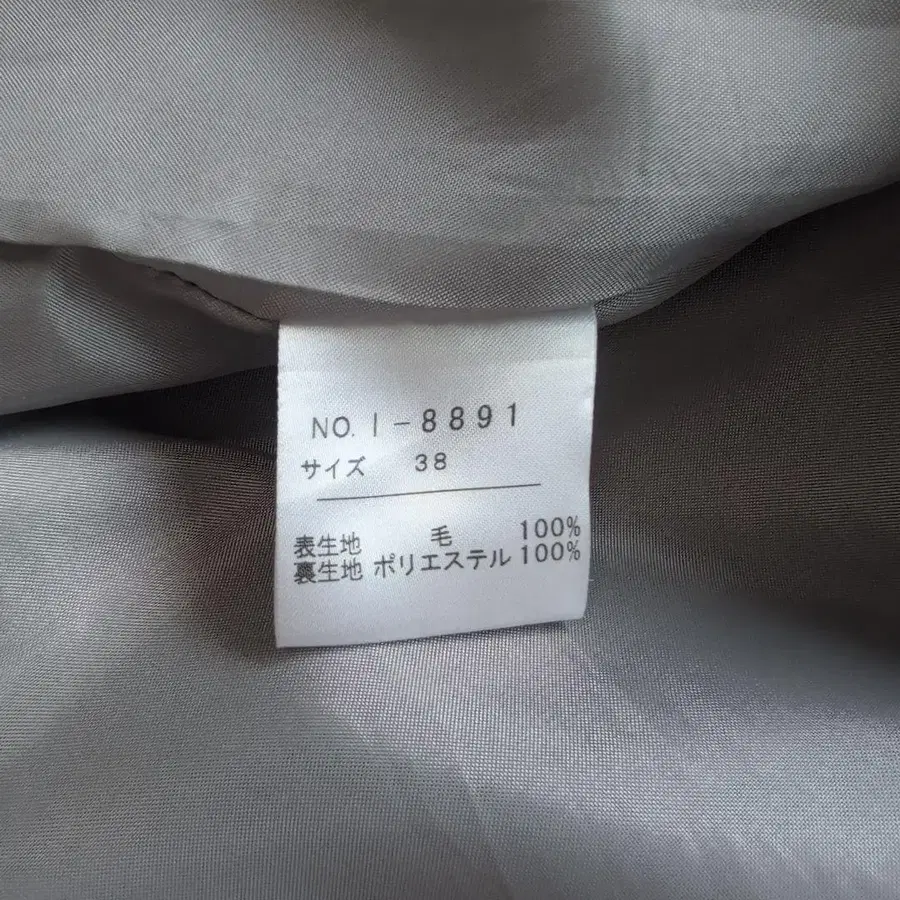 NO. I-8891
サイズ 38
表生地 毛 100%
裏生地 ポリエステル 100%